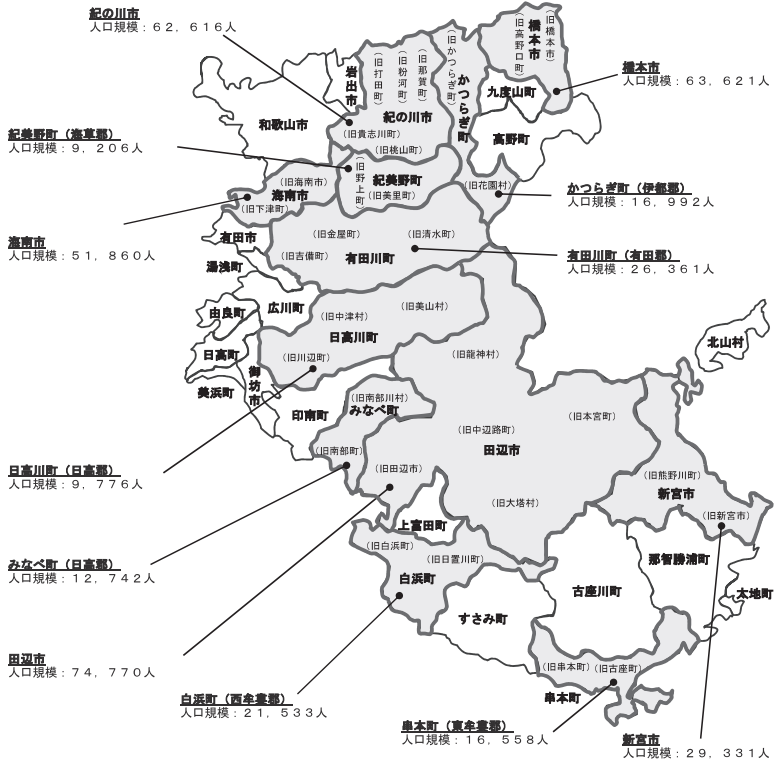 紀の川市
人口規模：６２，６１６人
橋本市
人口規模：６３，６２１人
紀美野町（海草郡）
人口規模：９，２０６人
かつらぎ町（伊都郡）
人口規模：１６，９９２人
海南市
人口規模：５１，８６０人
有田川町（有田郡）
人口規模：２６，３６１人
日高川町（日高郡）
人口規模：９，７７６人
みなべ町（日高郡）
人口規模：１２，７４２人
田辺市
人口規模：７４，７７０人
白浜町（西牟婁郡）
人口規模：２１，５３３人
串本町（東牟婁郡）
人口規模：１６，５５８人
新宮市
人口規模：２９，３３１人
和歌山市
岩出市
（旧打田町）
（旧粉河町）
（旧那賀町）
紀の川市
（旧貴志川町）
（旧桃山町）
（旧かつらぎ町）
かつらぎ町
（旧花園村）
（旧高野口町）
橋本市
（旧橋本市）
九度山町
高野町
（旧野上町）
紀美野町
（旧美里町）
（旧海南市）
海南市
（旧下津町）
有田市
湯浅町
（旧金屋町）
（旧清水町）
（旧吉備町）
有田川町
広川町
由良町
日高町
美浜町
御坊市
（旧中津村）
（旧美山村）
日高川町
（旧川辺町）
印南町
（旧南部川村）
みなべ町
（旧南部町）
（旧龍神村）
（旧中辺路町）
（旧本宮町）
田辺市
（旧田辺市）
（旧大塔村）
上富田町
（旧白浜町）
（旧日置川町）
白浜町
すさみ町
古座川町
（旧串本町）
（旧古座町）
串本町
北山村
（旧熊野川町）
新宮市
（旧新宮市）
那智勝浦町
太地町